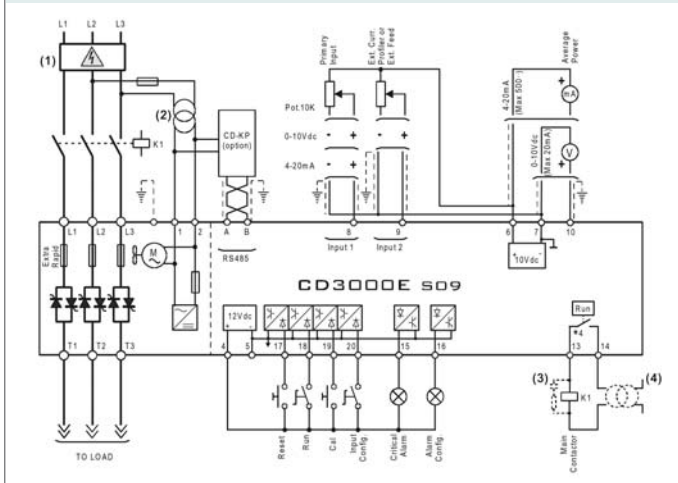 L1 L2 L3
(1)
(2)
K1
CD-KP
(option)
Primary
Input
Ext. Curr.
Profiler or
Ext. Feed
Pot.10K
0-10Vdc
- + - +
4-20mA
- +
4-20mA
Average
Power
+
mA
0-10Vdc
(Max 20mA)
+
V
L1 L2 L3 1 2 A B 8 9 6 7 10
RS485
Input 1 Input 2
+ -
10Vdc
Extra
Rapid
M
CD3000E S09
12Vdc
+ -
Run
*4
T1 T2 T3 4 5 17 18 19 20 15 16 13 14
(3)
K1
(4)
Reset
Run
Cal
Input
Config.
Critical
Alarm
Alarm
Config.
Main
Contactor
TO LOAD